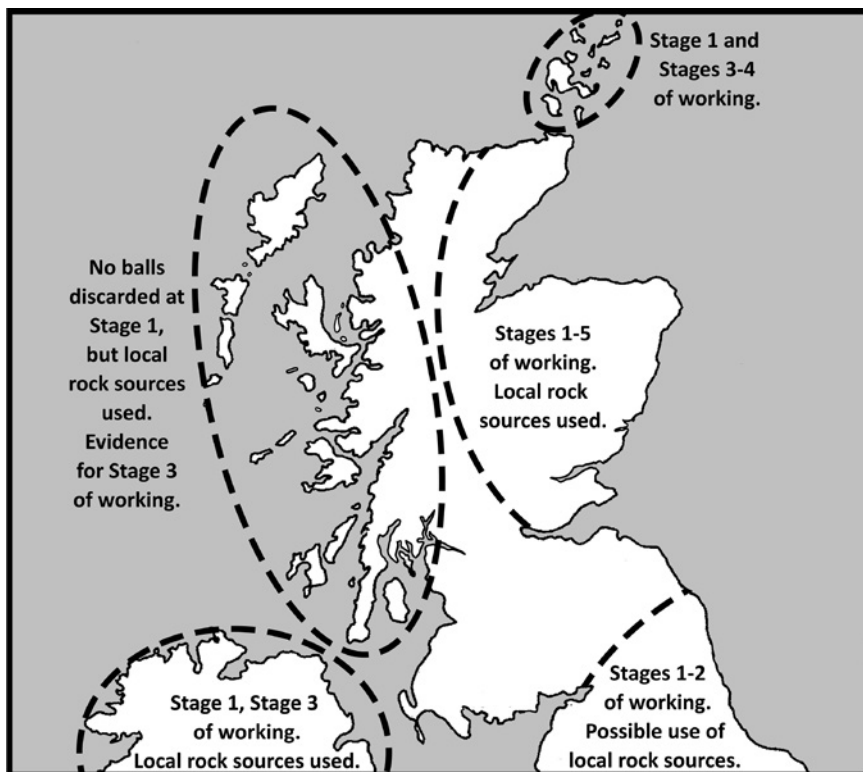 Stage 1 and
Stages 3-4
of working.
No balls
discarded at
Stage 1,
but local
rock sources
used.
Evidence
for Stage 3
of working.
Stages 1-5
of working.
Local rock
sources used.
Stage 1, Stage 3
of working.
Local rock sources used.
Stages 1-2
of working.
Possible use of
local rock sources.